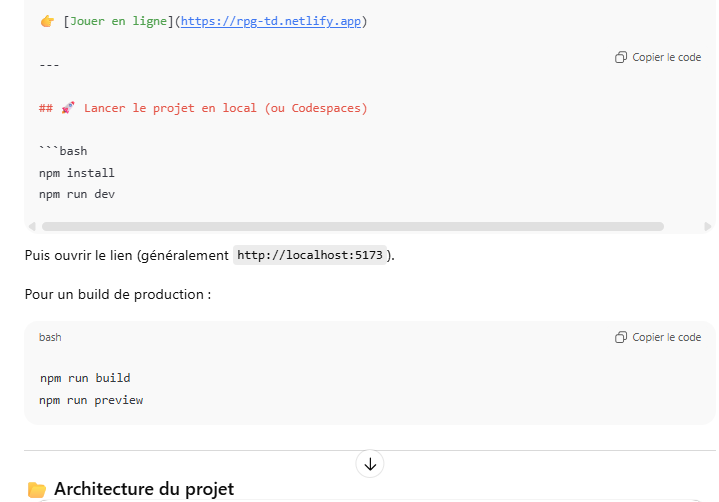 👉 [Jouer en ligne](https://rpg-td.netlify.app)
Copier le code
---
## 🚀 Lancer le projet en local (ou Codespaces)
```bash
npm install
npm run dev
Puis ouvrir le lien (généralement http://localhost:5173).
Pour un build de production :
bash
Copier le code
npm run build
npm run preview
📁 Architecture du projet